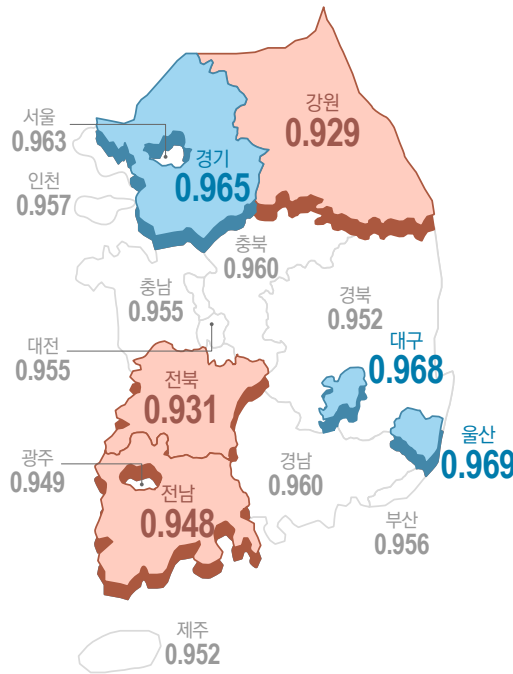 강원
0.929
서울
0.963
경기
0.965
인천
0.957
충북
0.960
충남
0.955
경북
0.952
대전
0.955
대구
0.968
전북
0.931
울산
0.969
광주
0.949
경남
0.960
전남
0.948
부산
0.956
제주
0.952